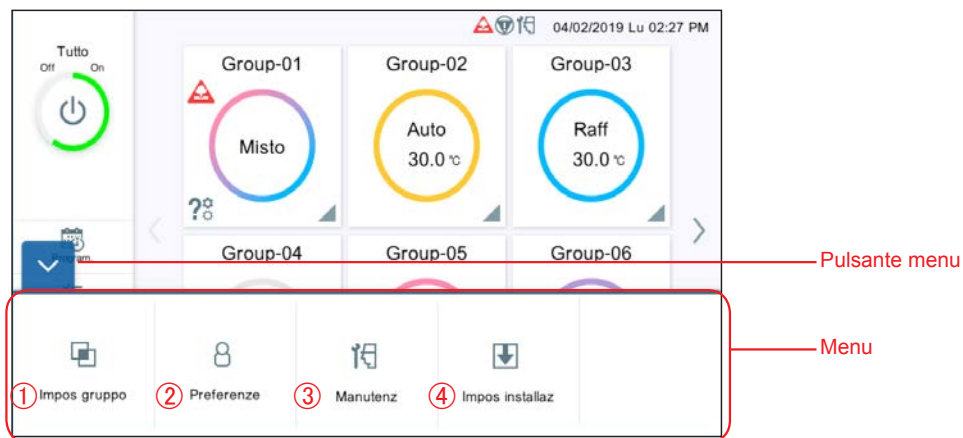 04/02/2019 Lu 02:27 PM
Tutto
Off On
Group-01
Group-02
Group-03
Misto
Auto
30.0 °C
Raff
30.0 °C
?
Program.
Group-04
Group-05
Group-06
Pulsante menu
Menu
① Impos gruppo
② Preferenze
③ Manutenz
④ Impos installaz